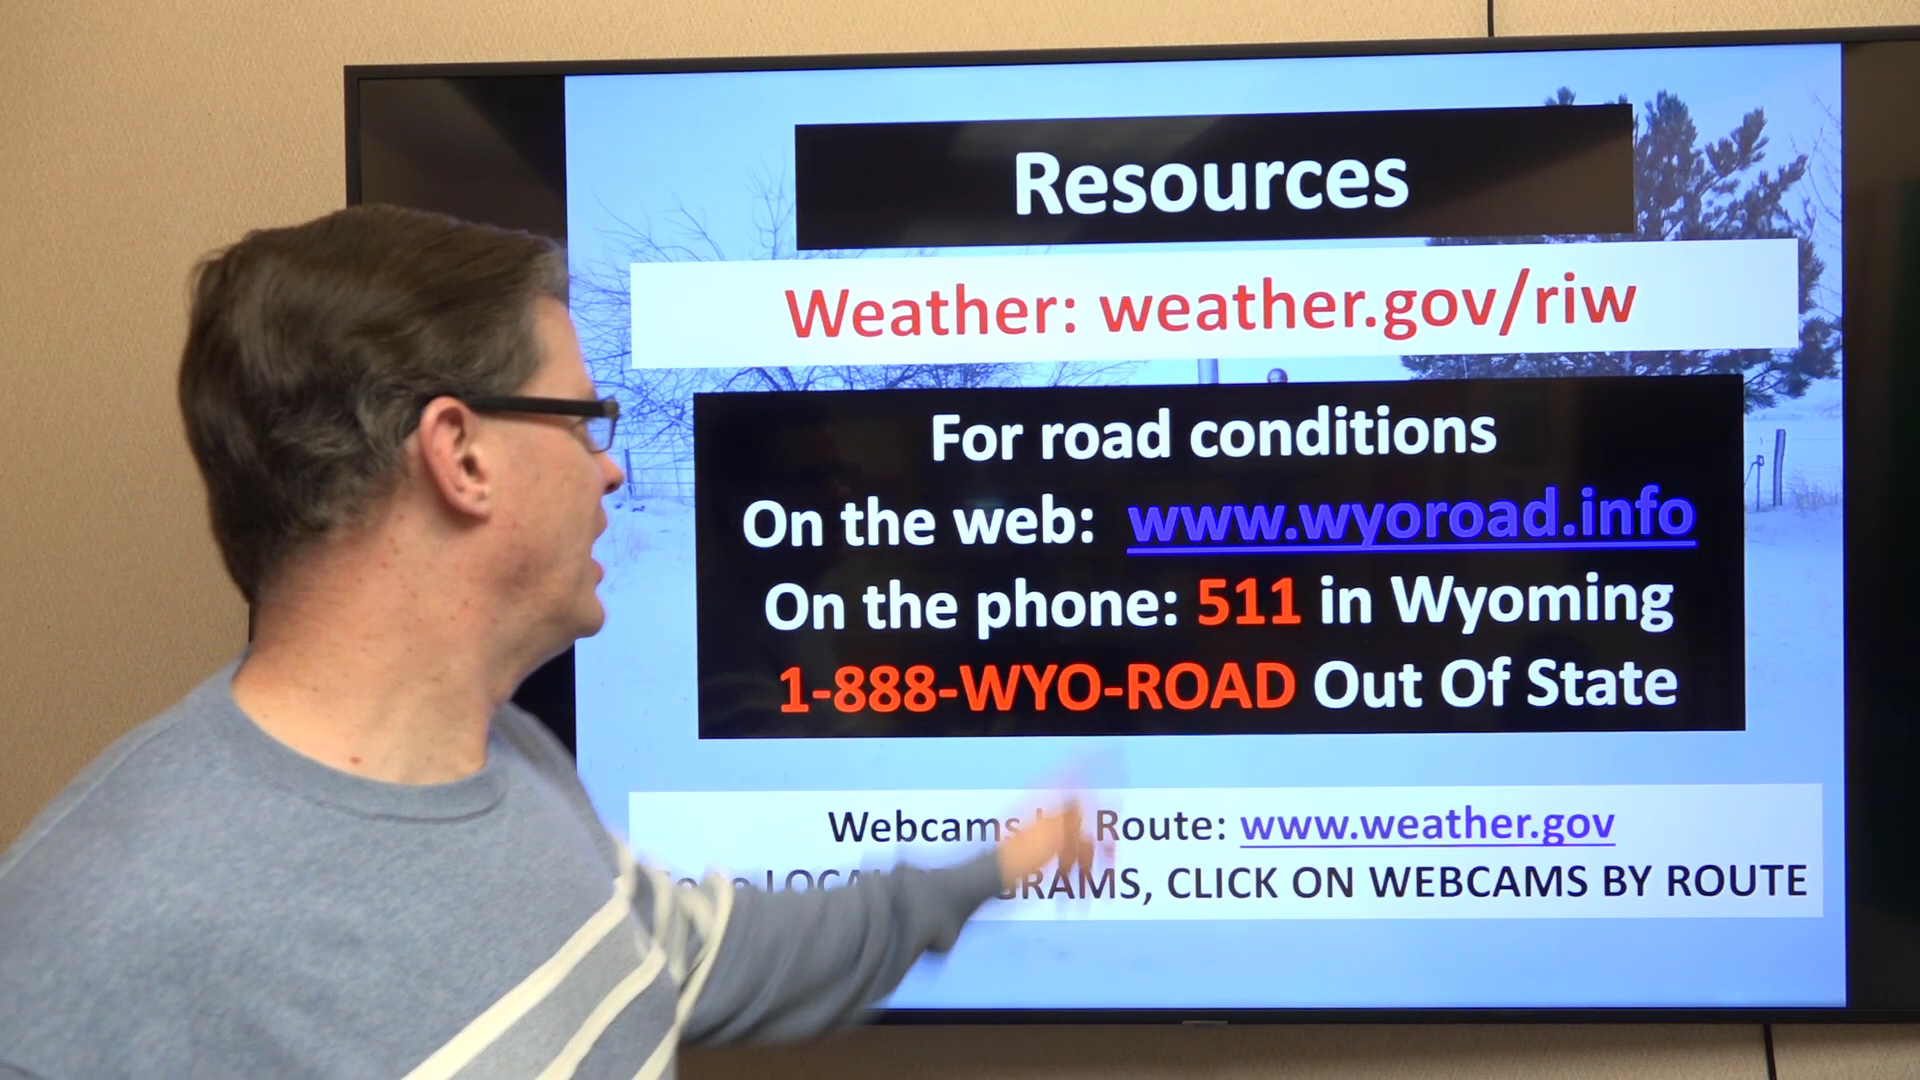 Resources
Weather: weather.gov/riw
For road conditions
On the web: www.wyoroad.info
On the phone: 511 in Wyoming
1-888-WYO-ROAD Out Of State
Webcams by Route: www.weather.gov
CLICK ON WEBCAMS BY ROUTE